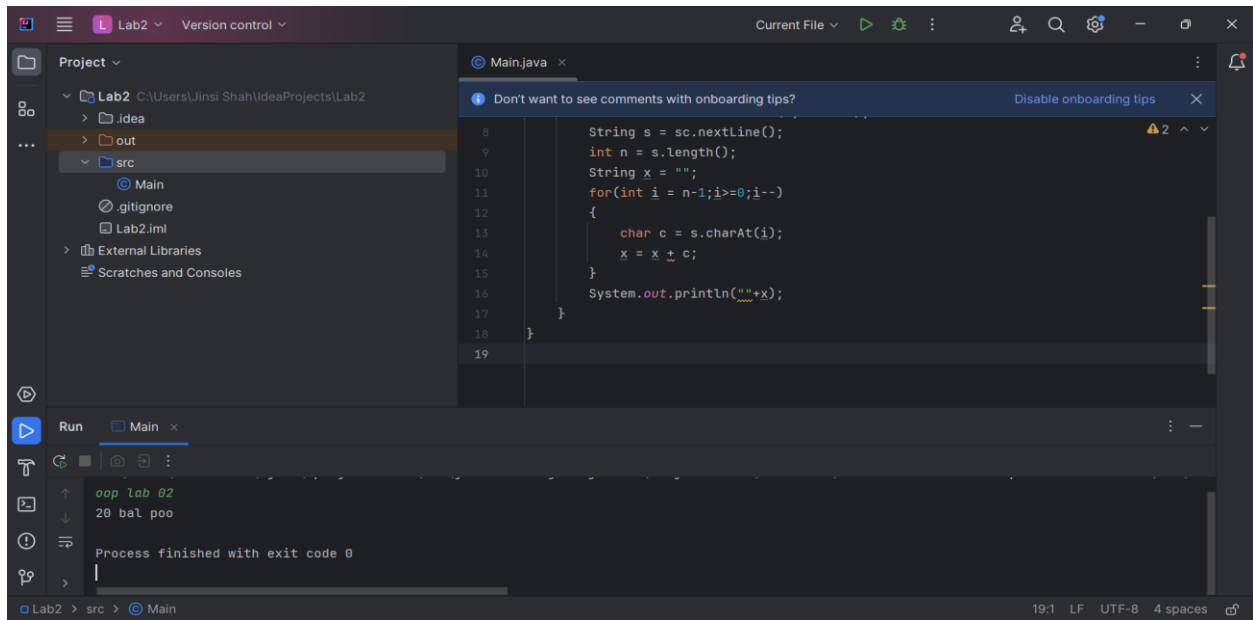 L Lab2 Version control Current File
Project
Main.java
Lab2 C:\Users\Jinsi Shah\IdeaProjects\Lab2
Don't want to see comments with onboarding tips? Disable onboarding tips
.idea
out
src
Main
.gitignore
Lab2.iml
External Libraries
Scratches and Consoles
2
8 String s = sc.nextLine();
9 int n = s.length();
10 String x = "";
11 for(int i = n-1;i>=0;i--)
12 {
13 char c = s.charAt(i);
14 x = x + c;
15 }
16 System.out.println(""+x);
17 }
18 }
19
Run Main
oop lab 02
20 bal poo
Process finished with exit code 0
Lab2 > src > Main 19:1 LF UTF-8 4 spaces